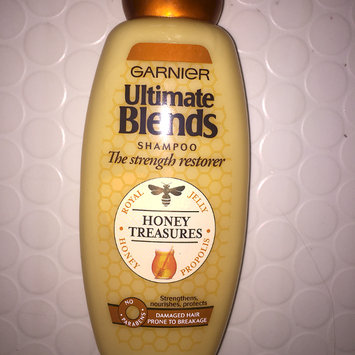 GARNIER
Ultimate
Blends
SHAMPOO
The strength restorer
ROYAL JELLY
HONEY
TREASURES
HONEY PROPOLIS
Strengthens,
nourishes, protects
DAMAGED HAIR
PRONE TO BREAKAGE
NO PARABENS